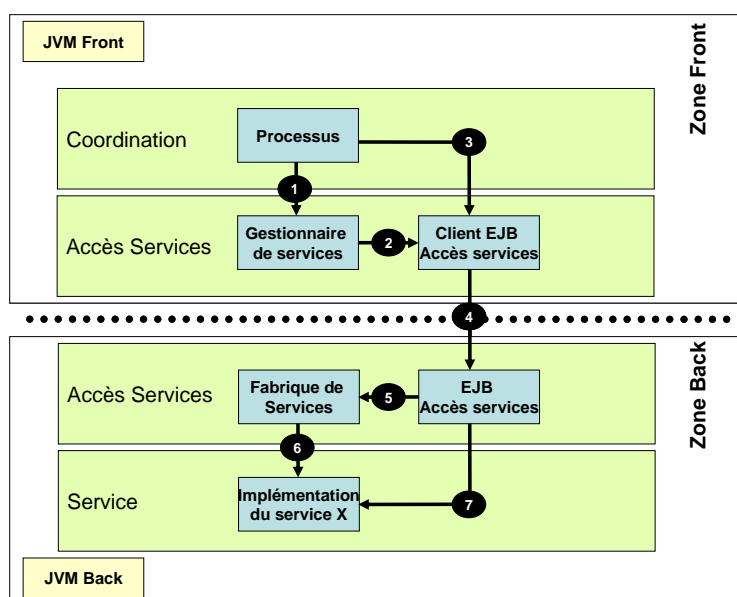 JVM Front
Zone Front
Coordination
Processus
3
1
Accès Services
Gestionnaire
de services
2
Client EJB
Accès services
4
Zone Back
Accès Services
Fabrique de
Services
5
EJB
Accès services
6
Service
Implémentation
du service X
7
JVM Back